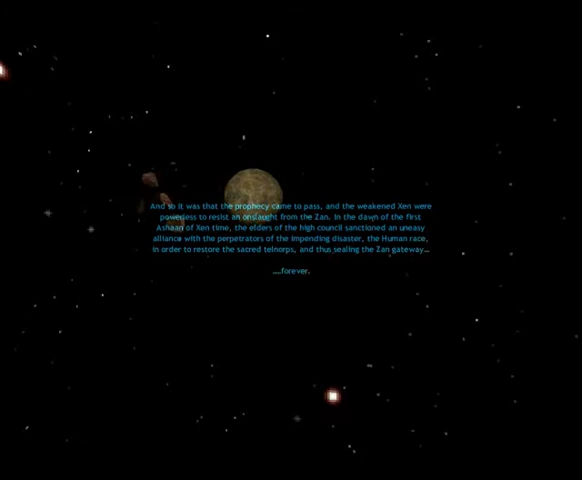 And so it was that the prophecy came to pass, and the weakened Xen were
powerless to resist an onslaught from the Zan. In the dawn of the first
Ashaan of Xen time, the elders of the high council sanctioned an uneasy
alliance with the perpetrators of the impending disaster, the Human race,
in order to restore the sacred telnorps, and thus sealing the Zan gateway...
....forever.